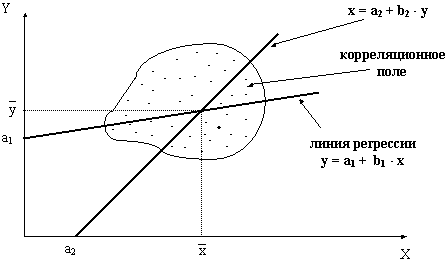 Y
x = a₂ + b₂ · y
корреляционное
поле
y̅
a₁
линия регрессии
y = a₁ + b₁ · x
a₂
x̅
X